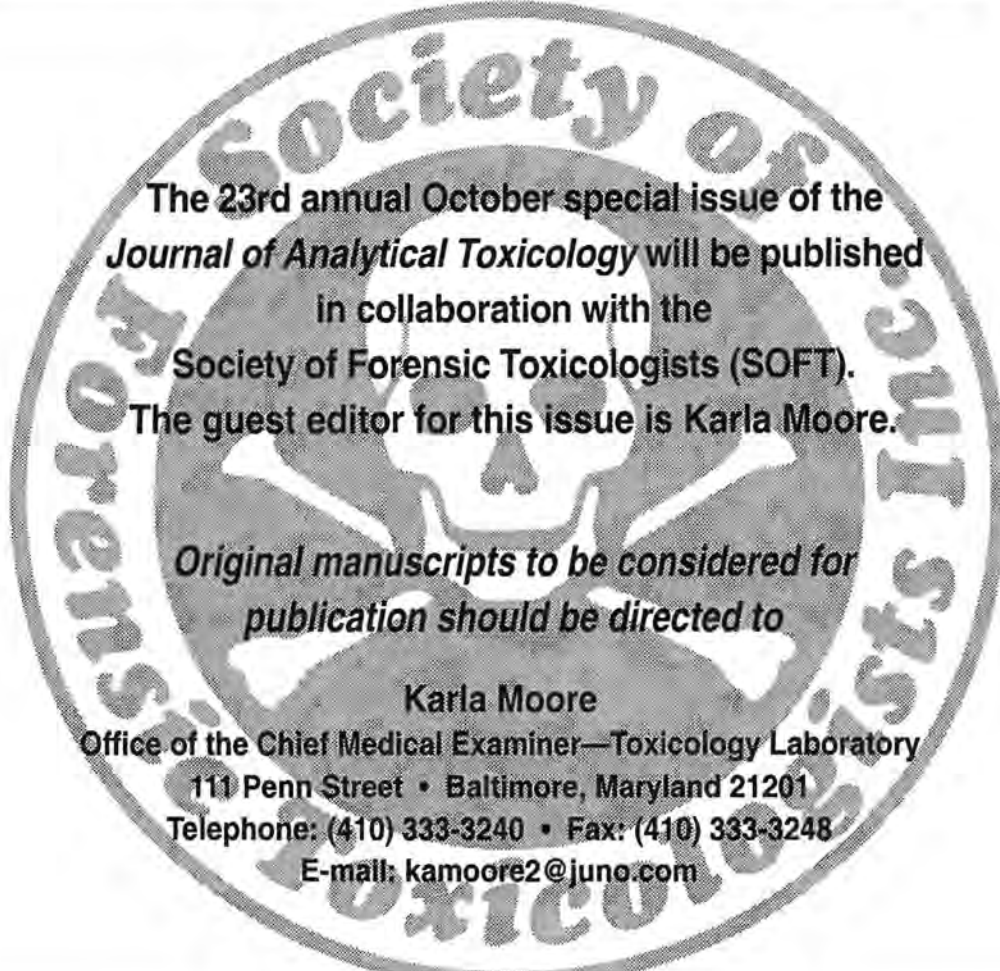 Society of Forensic Toxicologists Inc.
The 23rd annual October special issue of the
Journal of Analytical Toxicology will be published
in collaboration with the
Society of Forensic Toxicologists (SOFT).
The guest editor for this issue is Karla Moore.
Original manuscripts to be considered for
publication should be directed to
Karla Moore
Office of the Chief Medical Examiner—Toxicology Laboratory
111 Penn Street • Baltimore, Maryland 21201
Telephone: (410) 333-3240 • Fax: (410) 333-3248
E-mail: kamoore2@juno.com